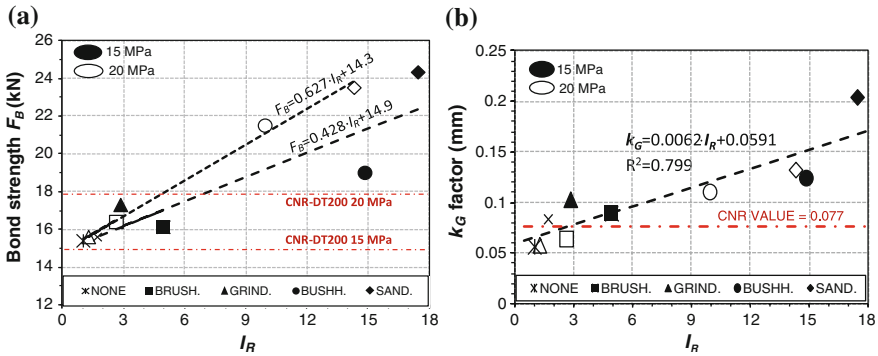 (a)
Bond strength F_B (kN)
26
24
22
20
18
16
14
12
15 MPa
20 MPa
F_B=0.627·I_R+14.3
F_B=0.428·I_R+14.9
CNR-DT200 20 MPa
CNR-DT200 15 MPa
NONE BRUSH. GRIND. BUSHH. SAND.
0 3 6 9 12 15 18
I_R
(b)
k_G factor (mm)
0.25
0.2
0.15
0.1
0.05
0
15 MPa
20 MPa
k_G=0.0062·I_R+0.0591
R²=0.799
CNR VALUE = 0.077
NONE BRUSH. GRIND. BUSHH. SAND.
0 3 6 9 12 15 18
I_R